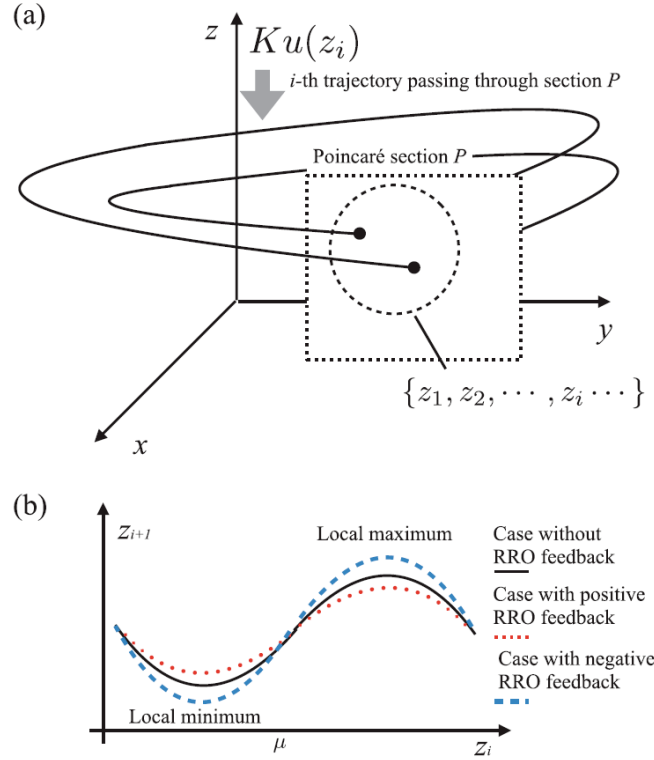 (a)
z
Ku(z_i)
i-th trajectory passing through section P
Poincaré section P
y
{z_1, z_2, ⋯ , z_i ⋯}
x
(b)
z_{i+1}
Local maximum
Local minimum
μ
z_i
Case without
RRO feedback
Case with positive
RRO feedback
Case with negative
RRO feedback